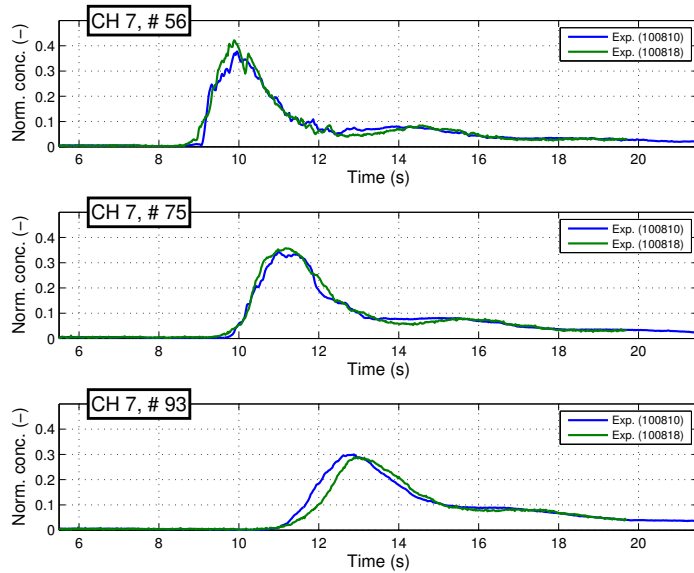 CH 7, # 56
Norm. conc. (−)
0.4
0.3
0.2
0.1
0
Exp. (100810)
Exp. (100818)
6 8 10 12 14 16 18 20
Time (s)
CH 7, # 75
Norm. conc. (−)
0.4
0.3
0.2
0.1
0
Exp. (100810)
Exp. (100818)
6 8 10 12 14 16 18 20
Time (s)
CH 7, # 93
Norm. conc. (−)
0.4
0.3
0.2
0.1
0
Exp. (100810)
Exp. (100818)
6 8 10 12 14 16 18 20
Time (s)